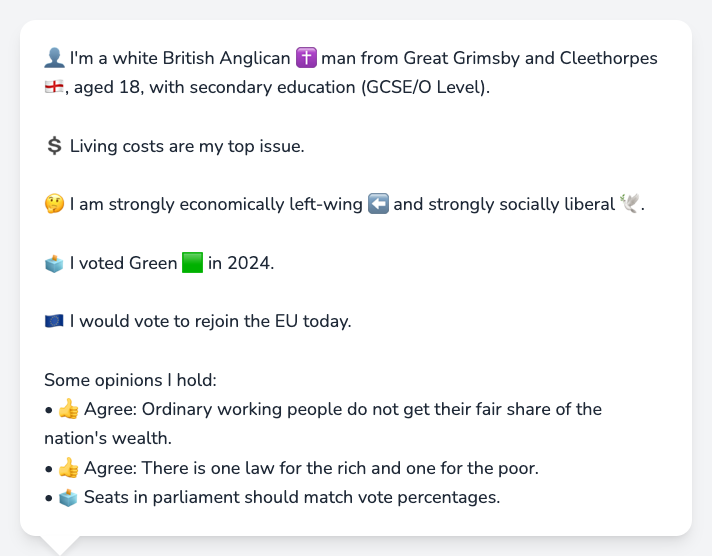 👤 I'm a white British Anglican ✝️ man from Great Grimsby and Cleethorpes
🏴󠁧󠁢󠁥󠁮󠁧󠁿, aged 18, with secondary education (GCSE/O Level).
💲 Living costs are my top issue.
🤔 I am strongly economically left-wing ⬅️ and strongly socially liberal 🕊️.
🗳️ I voted Green 🟩 in 2024.
🇪🇺 I would vote to rejoin the EU today.
Some opinions I hold:
• 👍 Agree: Ordinary working people do not get their fair share of the
nation's wealth.
• 👍 Agree: There is one law for the rich and one for the poor.
• 🗳️ Seats in parliament should match vote percentages.